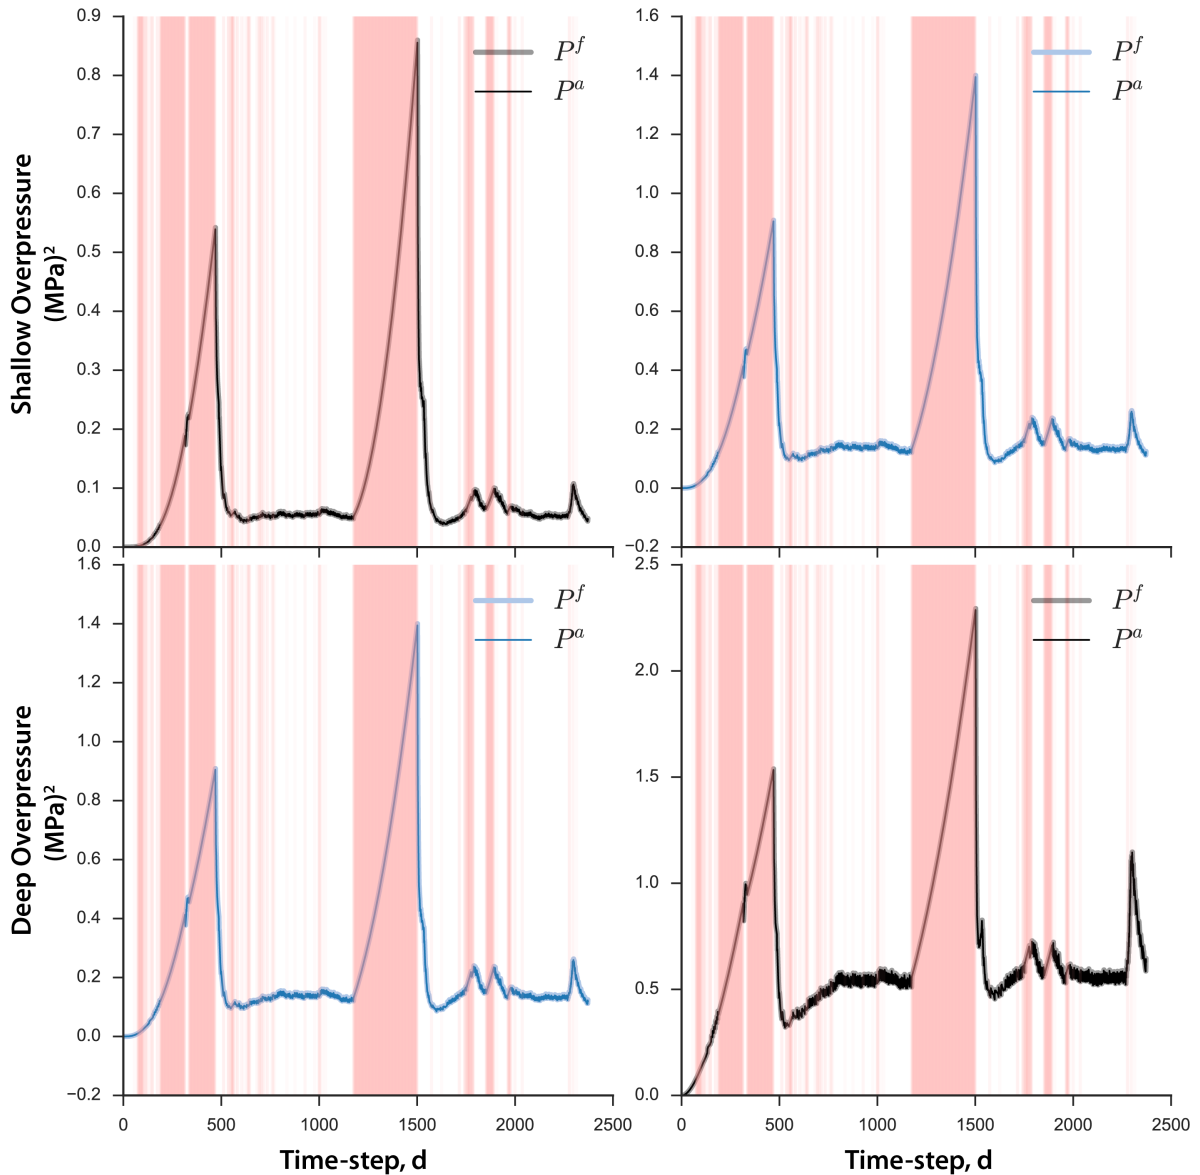 Shallow Overpressure
(MPa)²
0.9
0.8
0.7
0.6
0.5
0.4
0.3
0.2
0.1
0.0
P^f
P^a
1.6
1.4
1.2
1.0
0.8
0.6
0.4
0.2
0.0
−0.2
P^f
P^a
Deep Overpressure
(MPa)²
1.6
1.4
1.2
1.0
0.8
0.6
0.4
0.2
0.0
−0.2
P^f
P^a
0 500 1000 1500 2000 2500
Time-step, d
2.5
2.0
1.5
1.0
0.5
0.0
P^f
P^a
0 500 1000 1500 2000 2500
Time-step, d